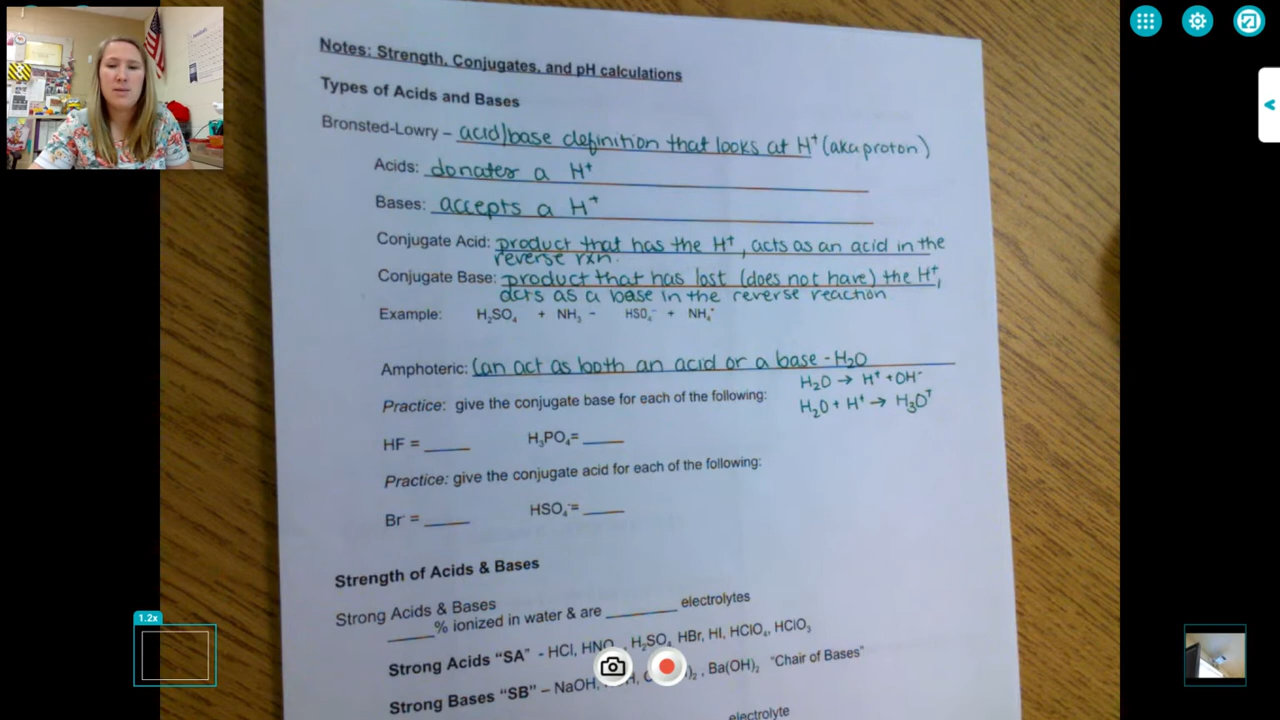 Notes: Strength, Conjugates, and pH calculations
Types of Acids and Bases
Bronsted-Lowry – acid/base definition that looks at H⁺ (aka proton)
Acids: donates a H⁺
Bases: accepts a H⁺
Conjugate Acid: product that has the H⁺, acts as an acid in the
reverse rxn.
Conjugate Base: product that has lost (does not have) the H⁺,
acts as a base in the reverse reaction
Example: H₂SO₄ + NH₃ – HSO₄⁻ + NH₄⁺
Amphoteric: Can act as both an acid or a base - H₂O
H₂O → H⁺ + OH⁻
Practice: give the conjugate base for each of the following:
H₂O + H⁺ → H₃O⁺
HF = ____ H₃PO₄= ____
Practice: give the conjugate acid for each of the following:
Br⁻ = ____ HSO₄⁻= ____
Strength of Acids & Bases
Strong Acids & Bases
____% ionized in water & are ____ electrolytes
Strong Acids "SA" - HCl, H₂SO₄, HBr, HI, HClO₄, HClO₃
Strong Bases "SB" – NaOH, Ba(OH)₂ "Chair of Bases"
electrolyte
1.2x